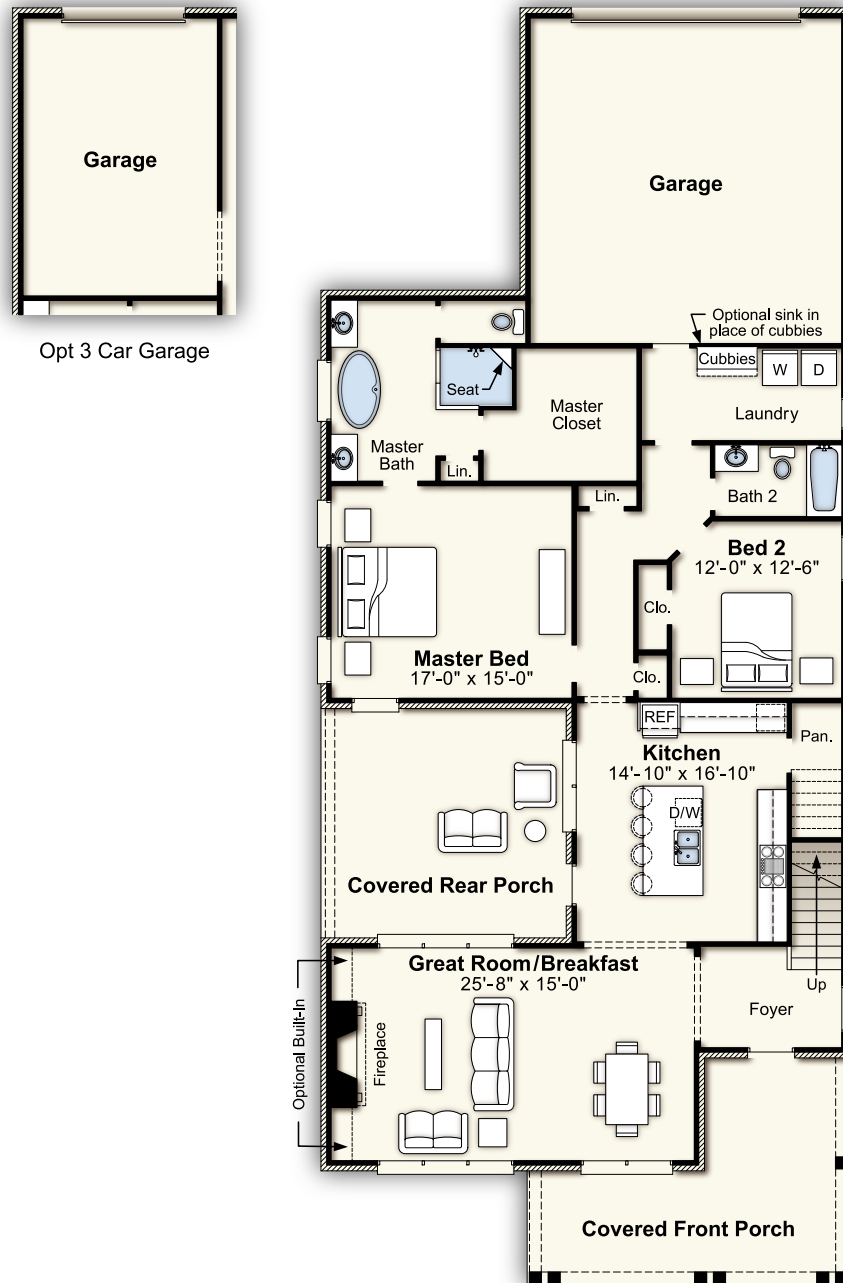 Garage
Opt 3 Car Garage
Garage
Optional sink in
place of cubbies
Cubbies
W
D
Laundry
Seat
Master
Closet
Master
Bath
Lin.
Lin.
Bath 2
Bed 2
12'-0" x 12'-6"
Clo.
Clo.
Master Bed
17'-0" x 15'-0"
REF
Pan.
Kitchen
14'-10" x 16'-10"
D/W
Covered Rear Porch
Great Room/Breakfast
25'-8" x 15'-0"
Up
Foyer
Optional Built-In
Fireplace
Covered Front Porch